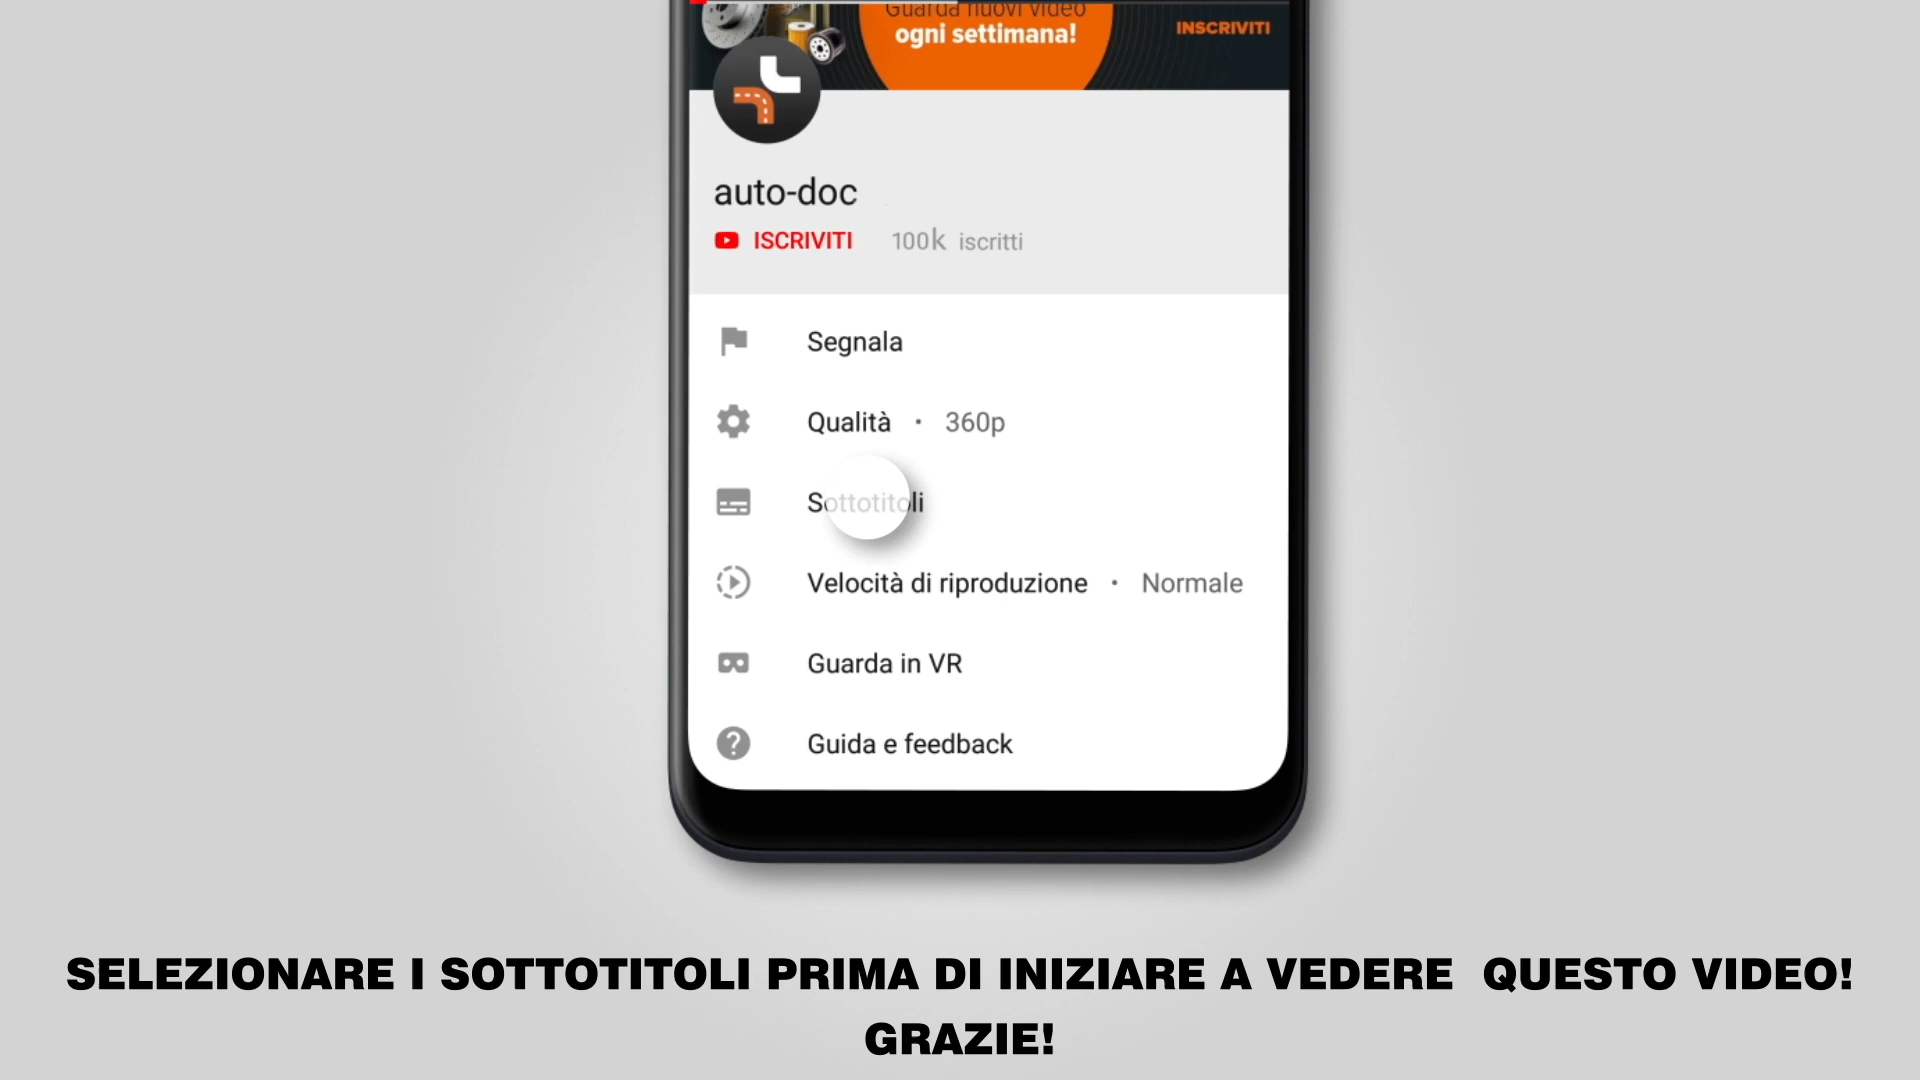 Guarda nuovi video
ogni settimana!
INSCRIVITI
auto-doc
ISCRIVITI 100k iscritti
Segnala
Qualità • 360p
Sottotitoli
Velocità di riproduzione • Normale
Guarda in VR
Guida e feedback
SELEZIONARE I SOTTOTITOLI PRIMA DI INIZIARE A VEDERE QUESTO VIDEO!
GRAZIE!